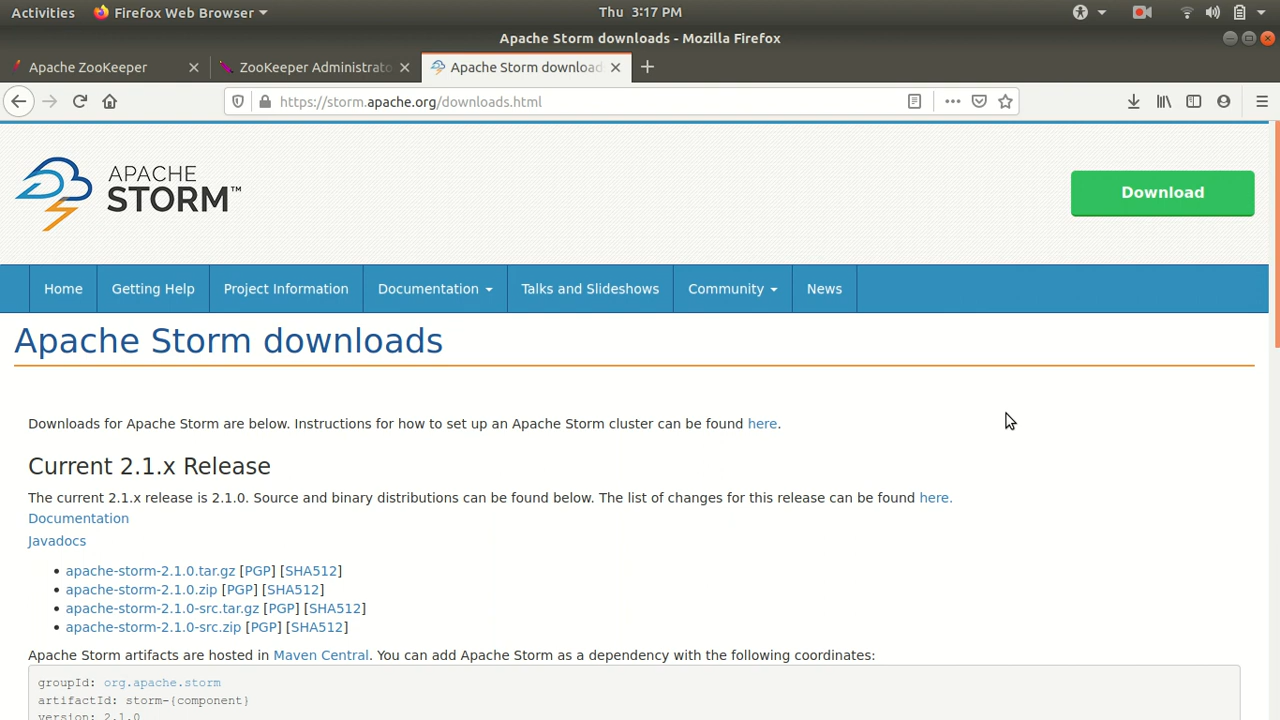 Activities Firefox Web Browser Thu 3:17 PM
Apache Storm downloads - Mozilla Firefox
Apache ZooKeeper ZooKeeper Administrato Apache Storm download
https://storm.apache.org/downloads.html
APACHE
STORM™
Download
Home Getting Help Project Information Documentation Talks and Slideshows Community News
Apache Storm downloads
Downloads for Apache Storm are below. Instructions for how to set up an Apache Storm cluster can be found here.
Current 2.1.x Release
The current 2.1.x release is 2.1.0. Source and binary distributions can be found below. The list of changes for this release can be found here.
Documentation
Javadocs
• apache-storm-2.1.0.tar.gz [PGP] [SHA512]
• apache-storm-2.1.0.zip [PGP] [SHA512]
• apache-storm-2.1.0-src.tar.gz [PGP] [SHA512]
• apache-storm-2.1.0-src.zip [PGP] [SHA512]
Apache Storm artifacts are hosted in Maven Central. You can add Apache Storm as a dependency with the following coordinates:
groupId: org.apache.storm
artifactId: storm-{component}
version: 2.1.0